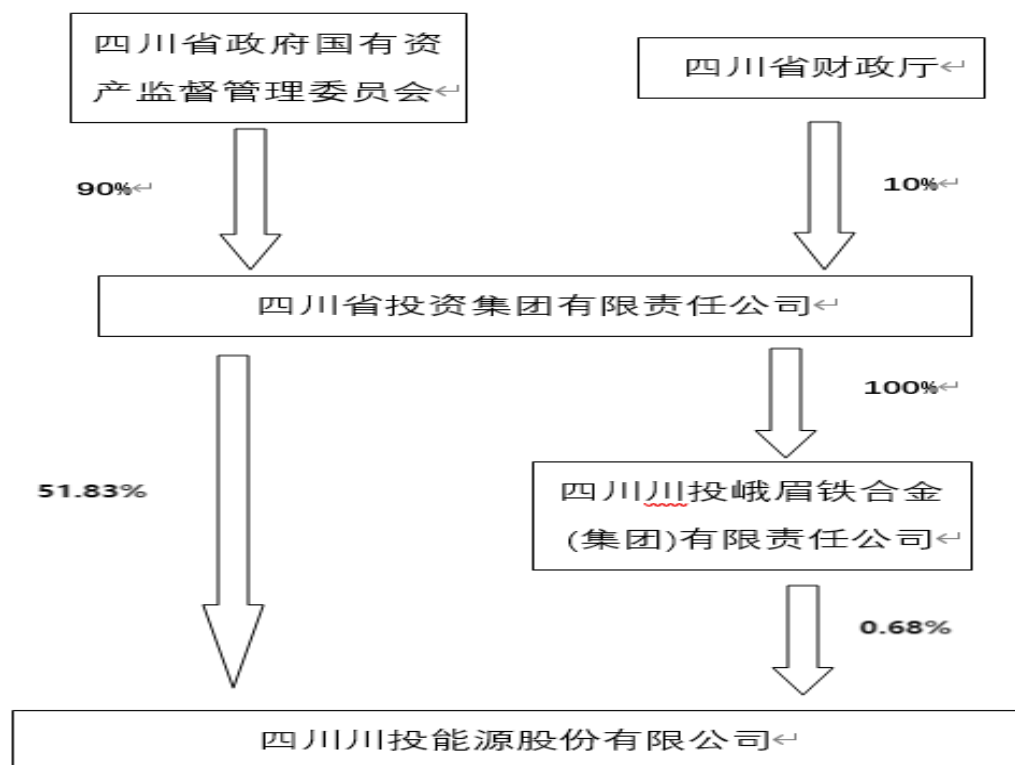 四川省政府国有资
产监督管理委员会↵
四川省财政厅↵
90%↵
10%↵
四川省投资集团有限责任公司↵
100%↵
51.83%
四川川投峨眉铁合金
(集团)有限责任公司↵
0.68%
四川川投能源股份有限公司↵